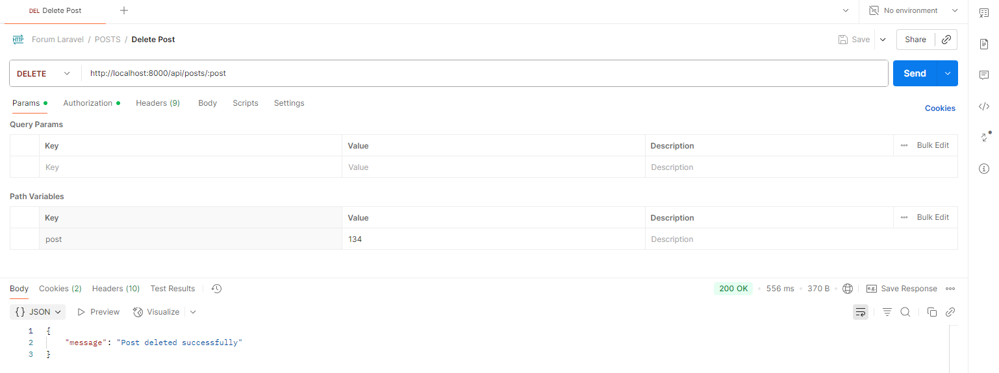 DEL Delete Post
No environment
HTTP Forum Laravel / POSTS / Delete Post
Save
Share
DELETE http://localhost:8000/api/posts/:post
Send
Params Authorization Headers (9) Body Scripts Settings
Cookies
Query Params
Key Value Description Bulk Edit
Key Value Description
Path Variables
Key Value Description Bulk Edit
post 134 Description
Body Cookies (2) Headers (10) Test Results
200 OK • 556 ms • 370 B • e.g. Save Response
{} JSON Preview Visualize
1 {
2 "message": "Post deleted successfully"
3 }